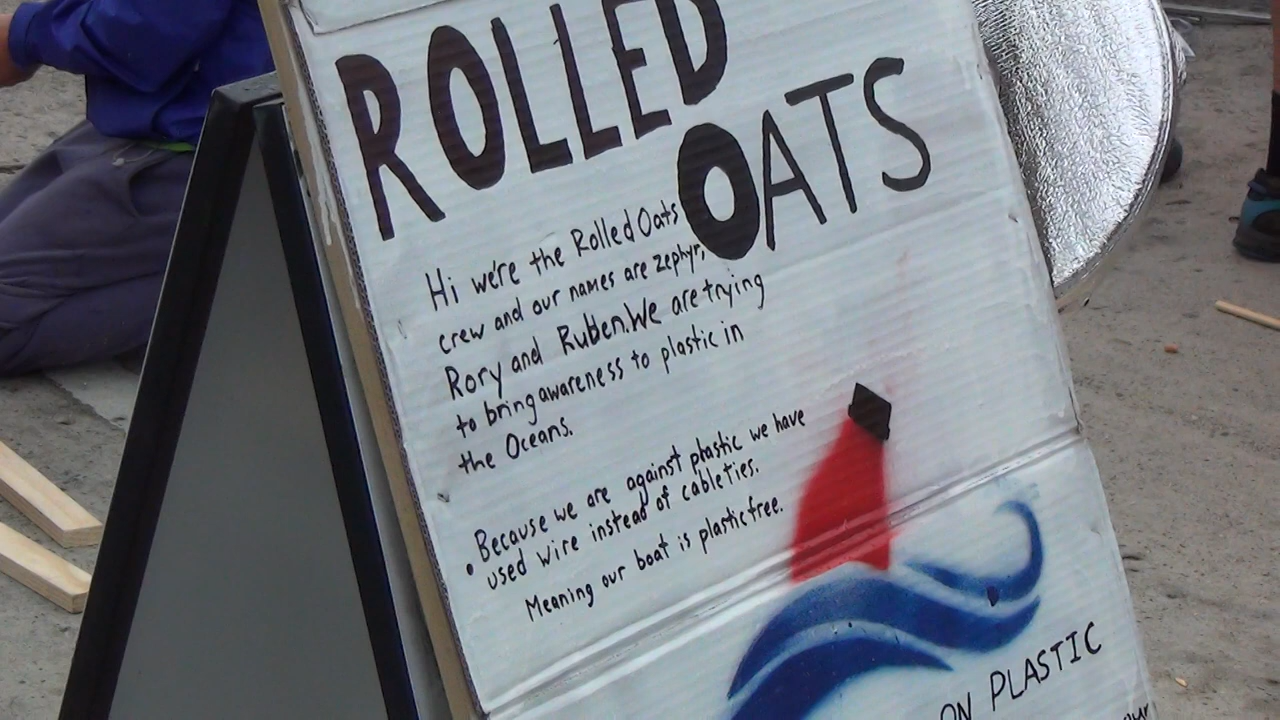 ROLLED
OATS
Hi we're the Rolled Oats
crew and our names are zephyr,
Rory and Ruben.We are trying
to bring awareness to plastic in
the Oceans.
• Because we are against plastic we have
used wire instead of cableties.
Meaning our boat is plasticfree.
ON PLASTIC